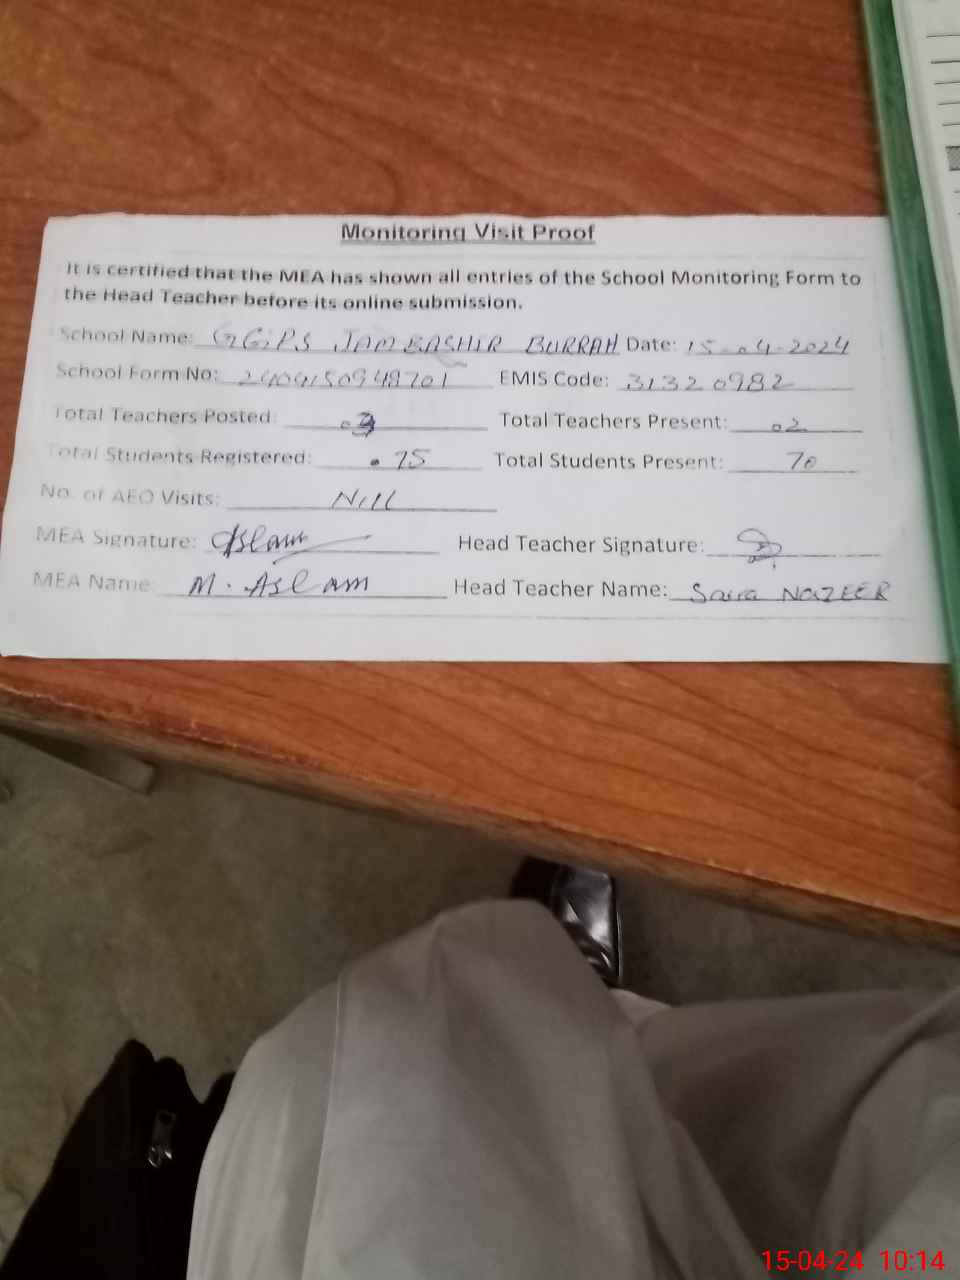 Monitoring Visit Proof
It is certified that the MEA has shown all entries of the School Monitoring Form to
the Head Teacher before its online submission.
School Name: GGiPS JAM BASHIR BURRAH Date: 15-04-2024
School Form No: 2404150948701 EMIS Code: 31320982
Total Teachers Posted: 03 Total Teachers Present: 02
Total Students Registered: 75 Total Students Present: 70
No. of AEO Visits: Nill
MEA Signature: Aslam Head Teacher Signature:
MEA Name: M. Aslam Head Teacher Name: Saira NAZEER
15-04-24 10:14